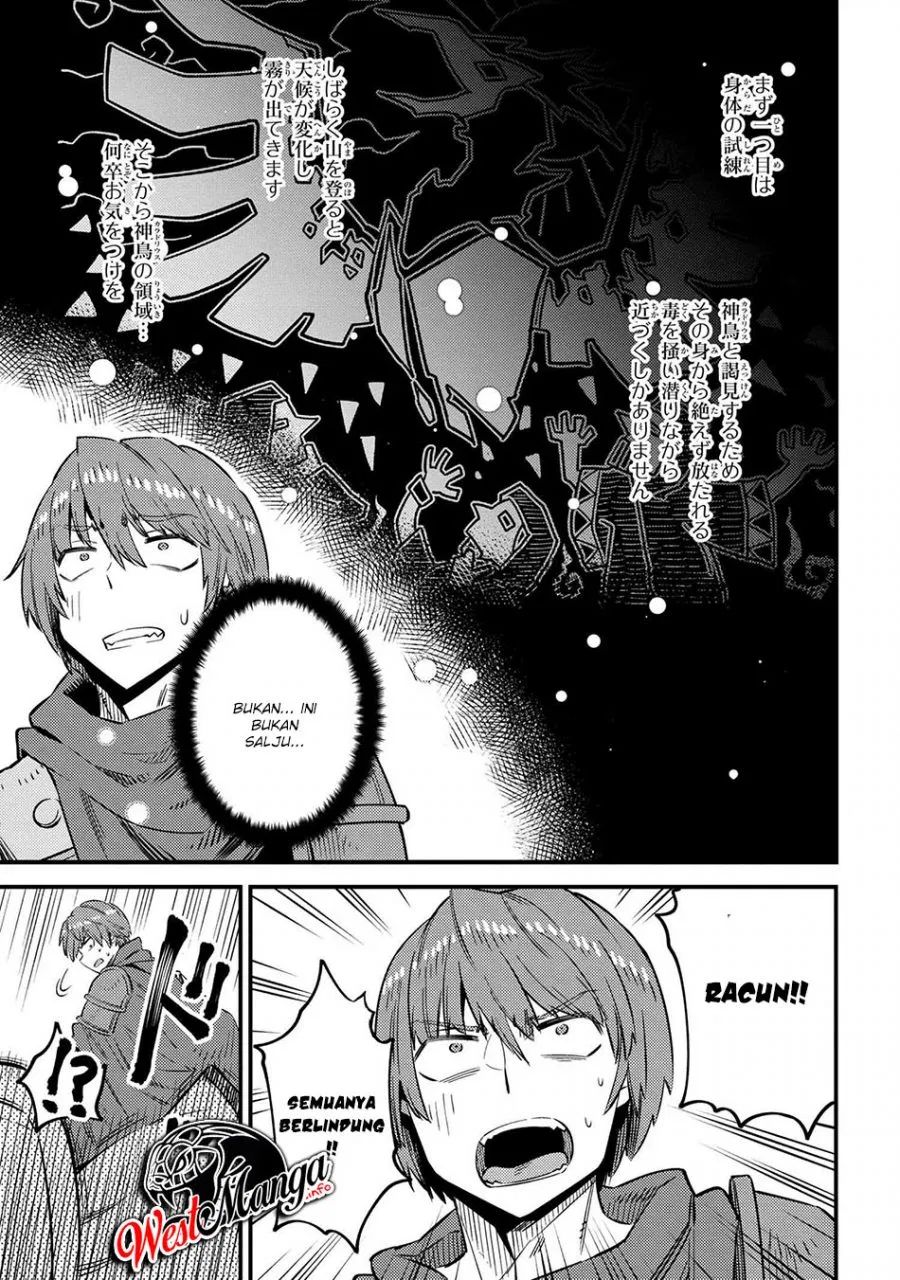 まず一つ目は
身体の試練
神鳥と謁見するため
その身から絶えず放たれる
毒を掻い潜りながら
近づくしかありません
しばらく山を登ると
天候が変化し
霧が出てきます
そこから神鳥の領域…
何卒お気をつけを
BUKAN... INI
BUKAN
SALJU...
RACUN!!
SEMUANYA
BERLINDUNG
!!
ドドド
!?
WestManga
.info